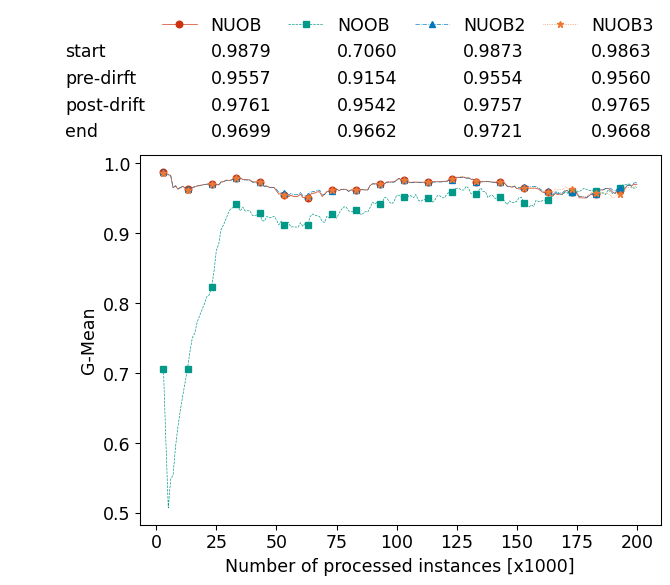 NUOB NOOB NUOB2 NUOB3
start 0.9879 0.7060 0.9873 0.9863
pre-dirft 0.9557 0.9154 0.9554 0.9560
post-drift 0.9761 0.9542 0.9757 0.9765
end 0.9699 0.9662 0.9721 0.9668
1.0
0.9
0.8
0.7
0.6
0.5
G-Mean
0 25 50 75 100 125 150 175 200
Number of processed instances [x1000]